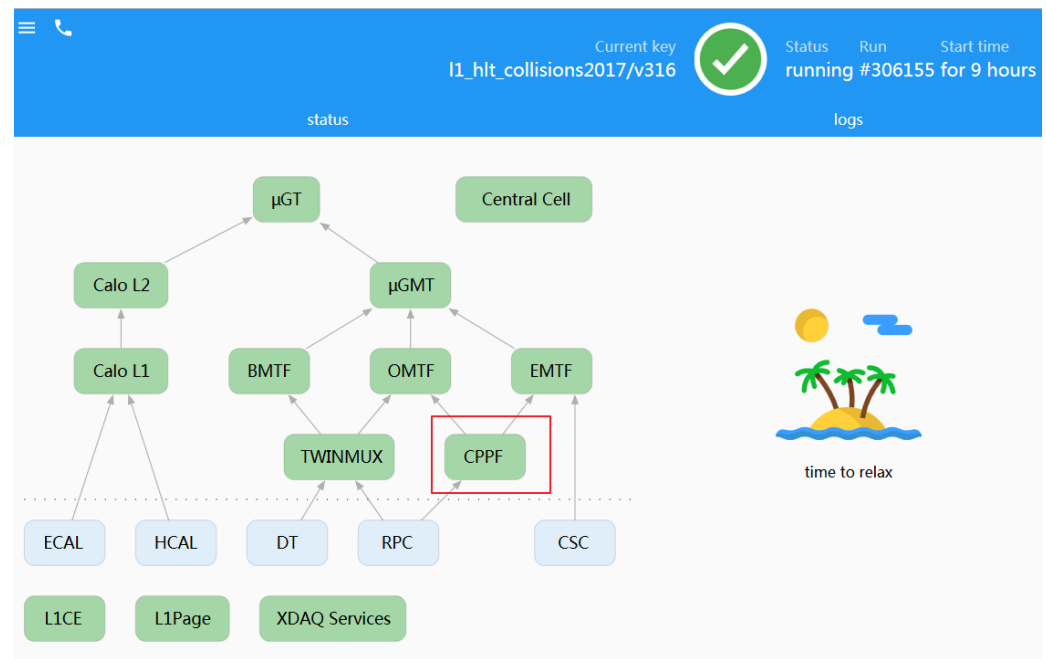 Current key
l1_hlt_collisions2017/v316
Status Run Start time
running #306155 for 9 hours
status
logs
µGT
Central Cell
Calo L2
µGMT
Calo L1
BMTF
OMTF
EMTF
TWINMUX
CPPF
time to relax
ECAL
HCAL
DT
RPC
CSC
L1CE
L1Page
XDAQ Services